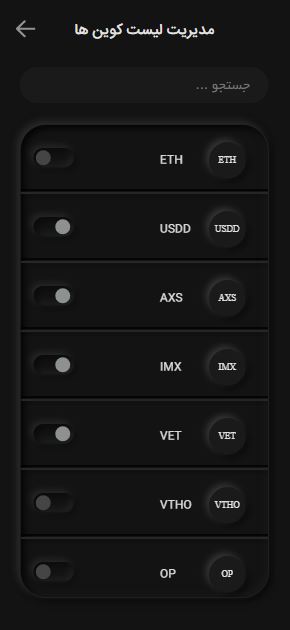 مدیریت لیست کوین ها
جستجو ...
ETH ETH
USDD USDD
AXS AXS
IMX IMX
VET VET
VTHO VTHO
OP OP